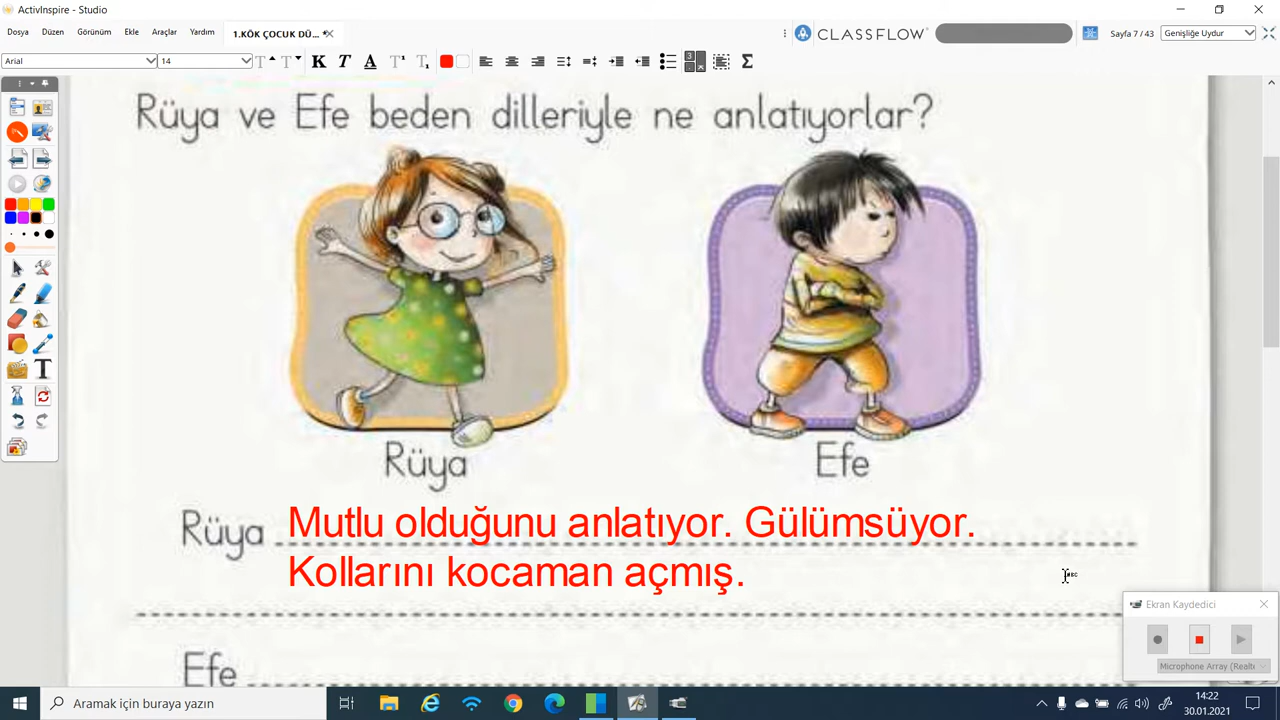 ActivInspire - Studio
Dosya Düzen Görünüm Ekle Araçlar Yardım
1.KÖK ÇOCUK DÜ... *
CLASSFLOW
Sayfa 7 / 43
Genişliğe Uydur
Arial
14
K T A T T
Rüya ve Efe beden dilleriyle ne anlatıyorlar?
Rüya
Efe
Rüya Mutlu olduğunu anlatıyor. Gülümsüyor.
Kollarını kocaman açmış.
Efe
Ekran Kaydedici
Microphone Array (Realte
Aramak için buraya yazın
14:22
30.01.2021